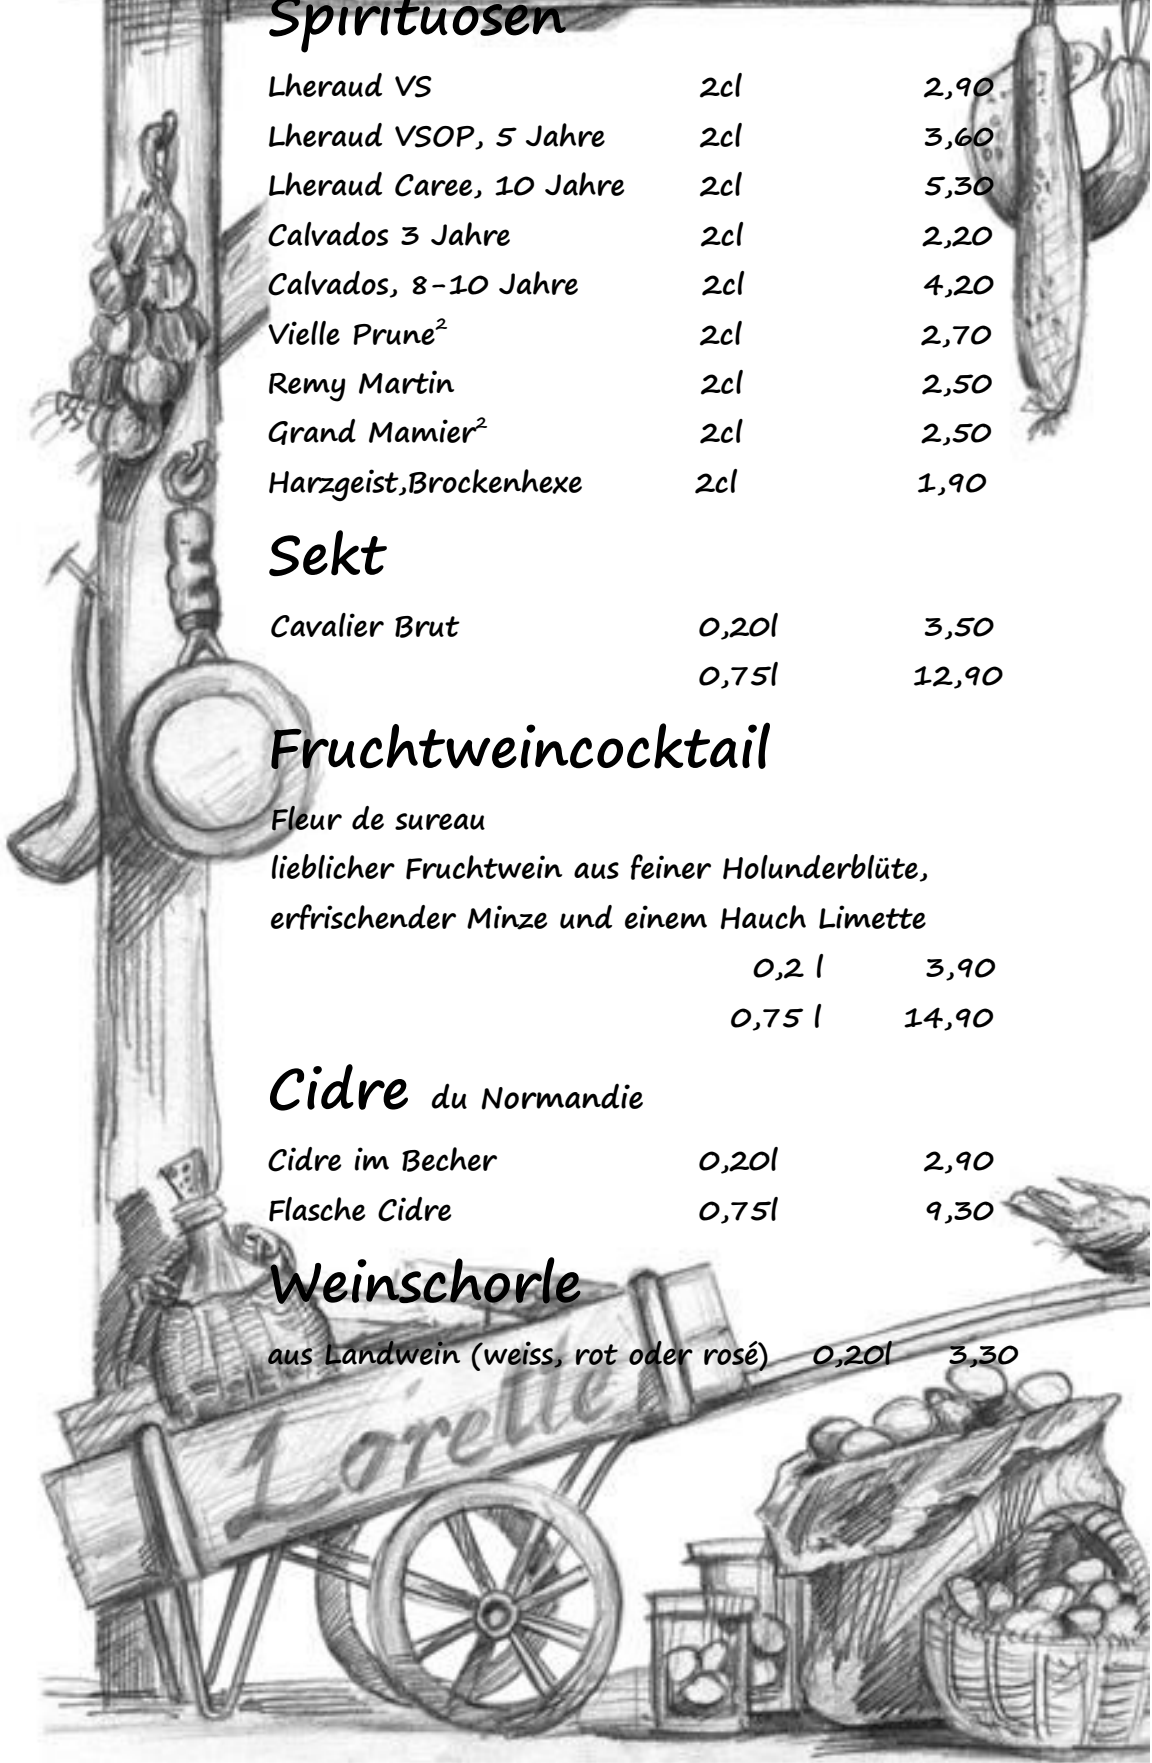 Spirituosen
Lheraud VS 2cl 2,90
Lheraud VSOP, 5 Jahre 2cl 3,60
Lheraud Caree, 10 Jahre 2cl 5,30
Calvados 3 Jahre 2cl 2,20
Calvados, 8-10 Jahre 2cl 4,20
Vielle Prune² 2cl 2,70
Remy Martin 2cl 2,50
Grand Mamier² 2cl 2,50
Harzgeist,Brockenhexe 2cl 1,90
Sekt
Cavalier Brut 0,20l 3,50
0,75l 12,90
Fruchtweincocktail
Fleur de sureau
lieblicher Fruchtwein aus feiner Holunderblüte,
erfrischender Minze und einem Hauch Limette
0,2 l 3,90
0,75 l 14,90
Cidre du Normandie
Cidre im Becher 0,20l 2,90
Flasche Cidre 0,75l 9,30
Weinschorle
aus Landwein (weiss, rot oder rosé) 0,20l 3,30
Lorette